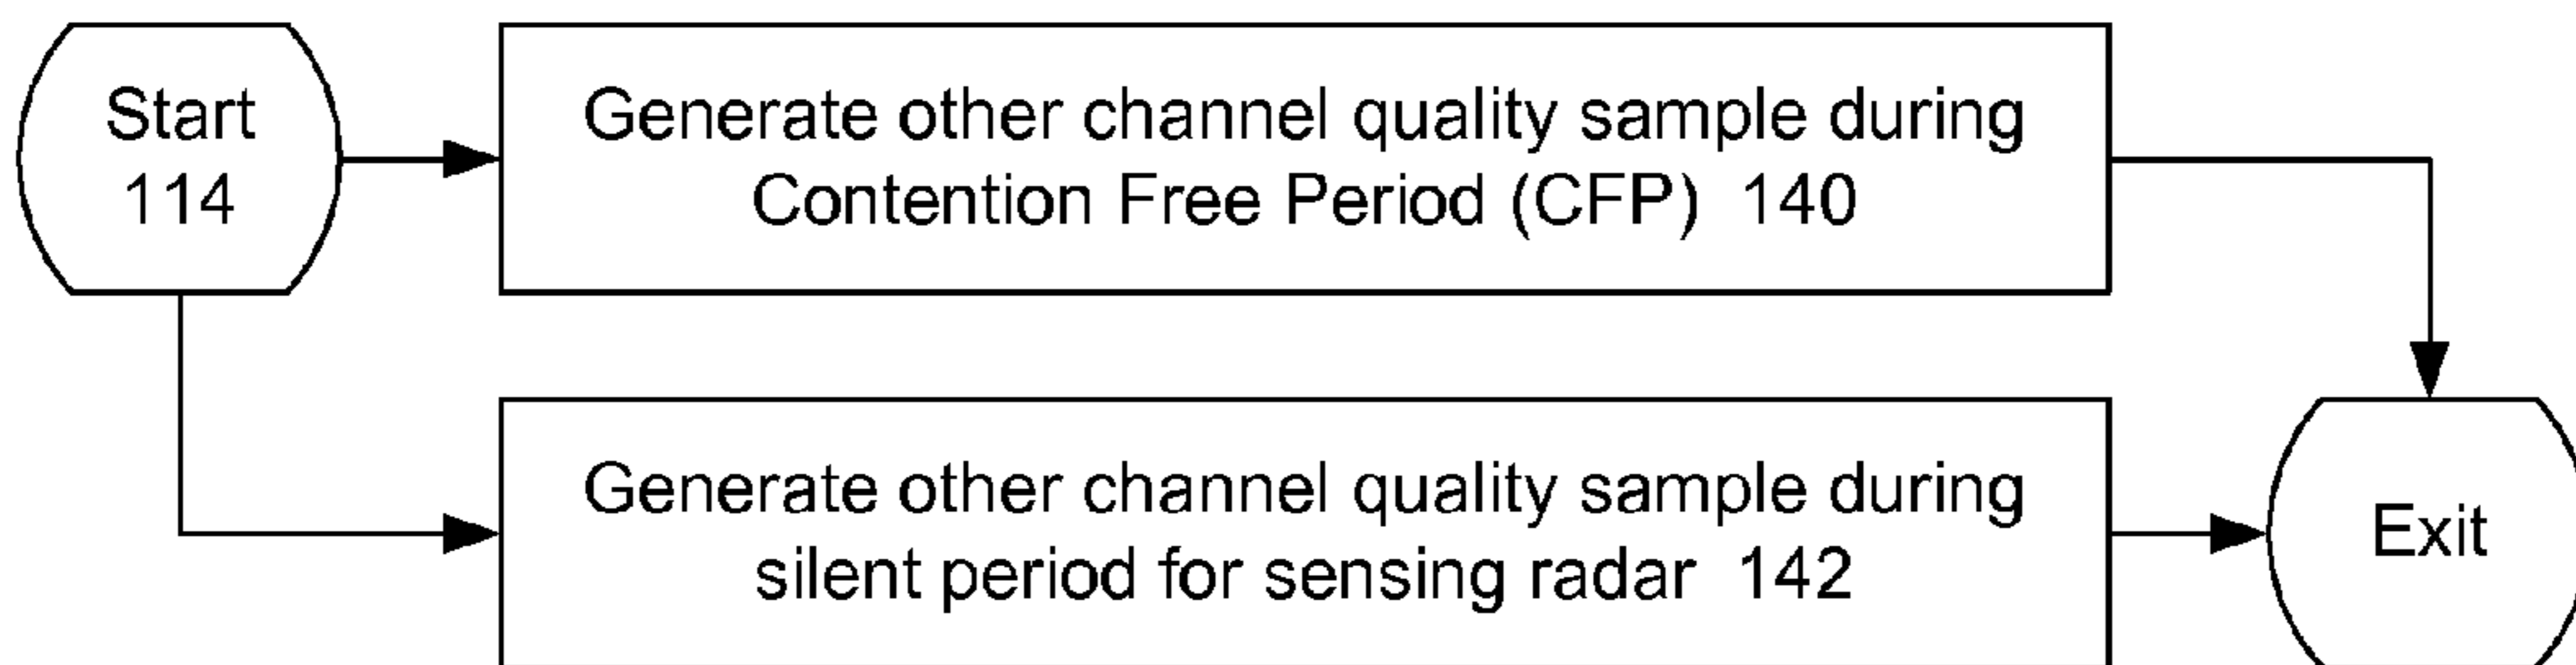 Start
114
Generate other channel quality sample during
Contention Free Period (CFP) 140
Generate other channel quality sample during
silent period for sensing radar 142
Exit